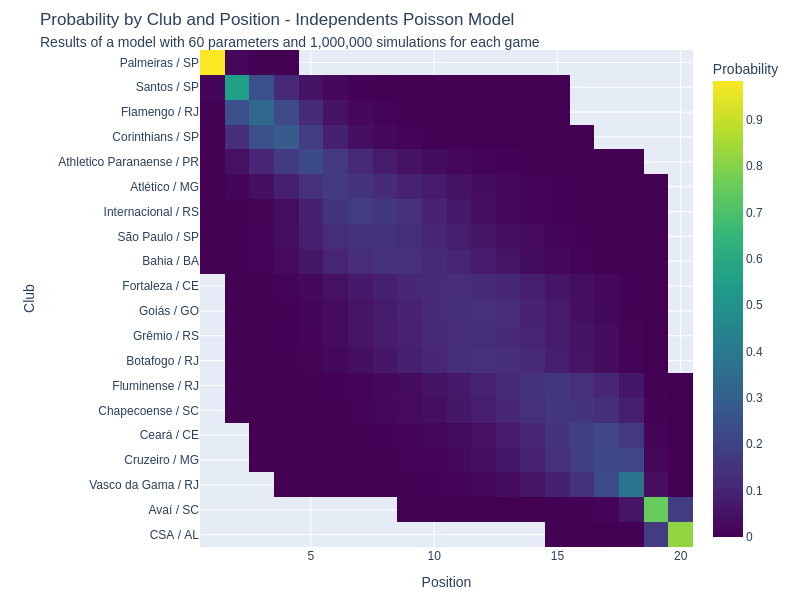 Probability by Club and Position - Independents Poisson Model
Results of a model with 60 parameters and 1,000,000 simulations for each game
Probability
Palmeiras / SP
Santos / SP
Flamengo / RJ
Corinthians / SP
Athletico Paranaense / PR
Atlético / MG
Internacional / RS
São Paulo / SP
Bahia / BA
Fortaleza / CE
Goiás / GO
Grêmio / RS
Botafogo / RJ
Fluminense / RJ
Chapecoense / SC
Ceará / CE
Cruzeiro / MG
Vasco da Gama / RJ
Avaí / SC
CSA / AL
Club
5 10 15 20
Position
0.9
0.8
0.7
0.6
0.5
0.4
0.3
0.2
0.1
0